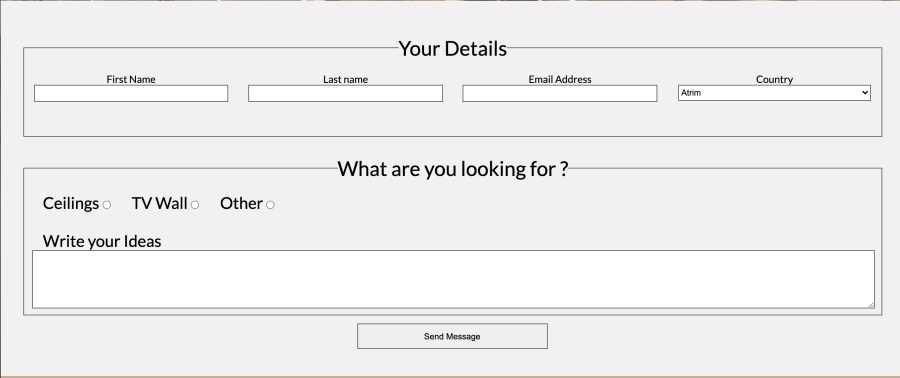 Your Details
First Name Last name Email Address Country
Atrim
What are you looking for ?
Ceilings TV Wall Other
Write your Ideas
Send Message